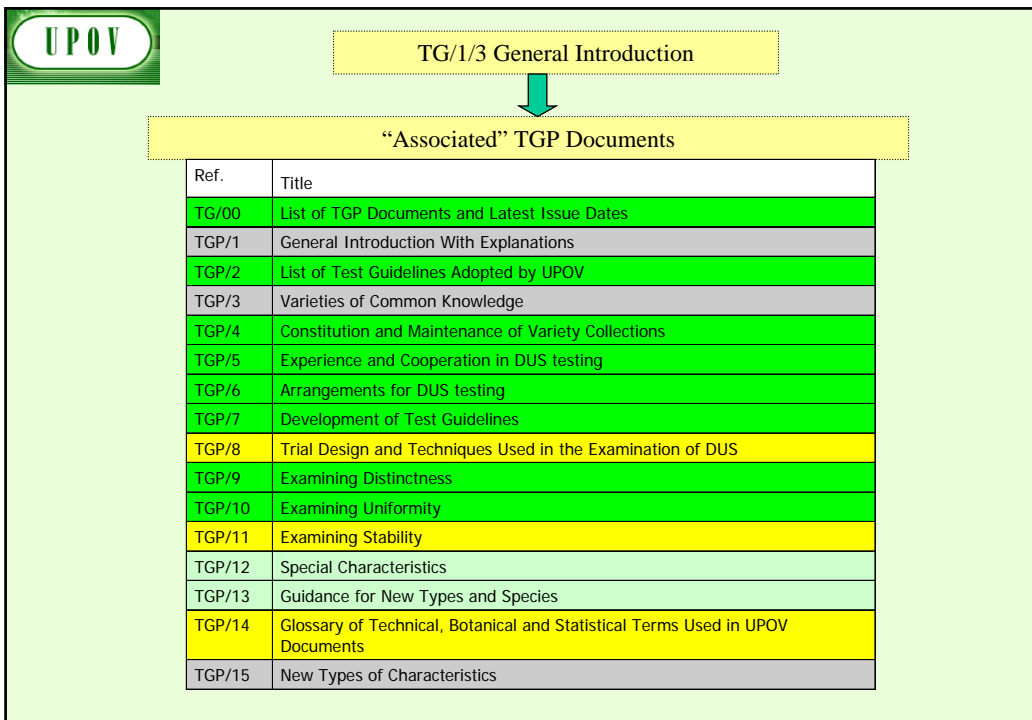 UPOV
TG/1/3 General Introduction
“Associated” TGP Documents
Ref. Title
TG/00 List of TGP Documents and Latest Issue Dates
TGP/1 General Introduction With Explanations
TGP/2 List of Test Guidelines Adopted by UPOV
TGP/3 Varieties of Common Knowledge
TGP/4 Constitution and Maintenance of Variety Collections
TGP/5 Experience and Cooperation in DUS testing
TGP/6 Arrangements for DUS testing
TGP/7 Development of Test Guidelines
TGP/8 Trial Design and Techniques Used in the Examination of DUS
TGP/9 Examining Distinctness
TGP/10 Examining Uniformity
TGP/11 Examining Stability
TGP/12 Special Characteristics
TGP/13 Guidance for New Types and Species
TGP/14 Glossary of Technical, Botanical and Statistical Terms Used in UPOV
Documents
TGP/15 New Types of Characteristics